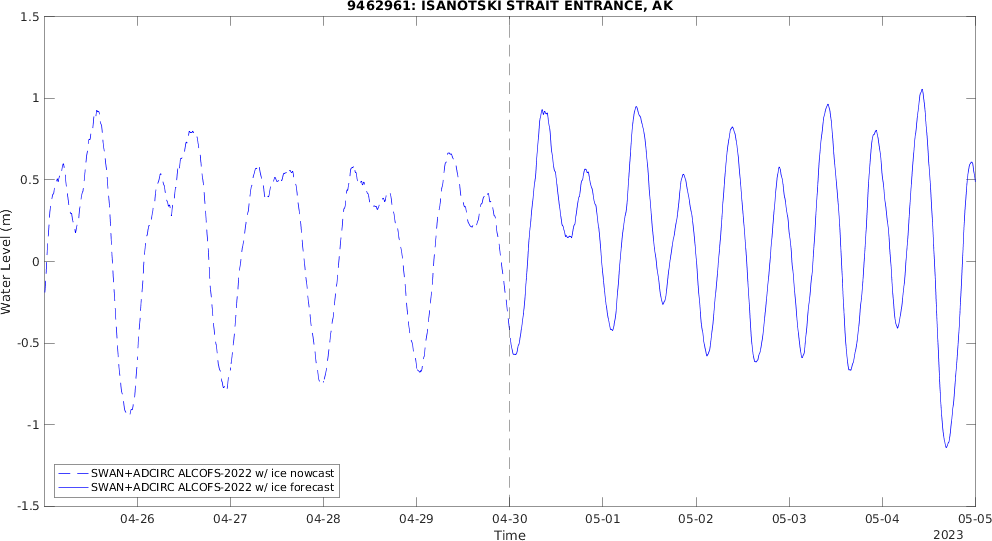 9462961: ISANOTSKI STRAIT ENTRANCE, AK
1.5
1
0.5
0
-0.5
-1
-1.5
Water Level (m)
SWAN+ADCIRC ALCOFS-2022 w/ ice nowcast
SWAN+ADCIRC ALCOFS-2022 w/ ice forecast
04-26 04-27 04-28 04-29 04-30 05-01 05-02 05-03 05-04 05-05
Time
2023